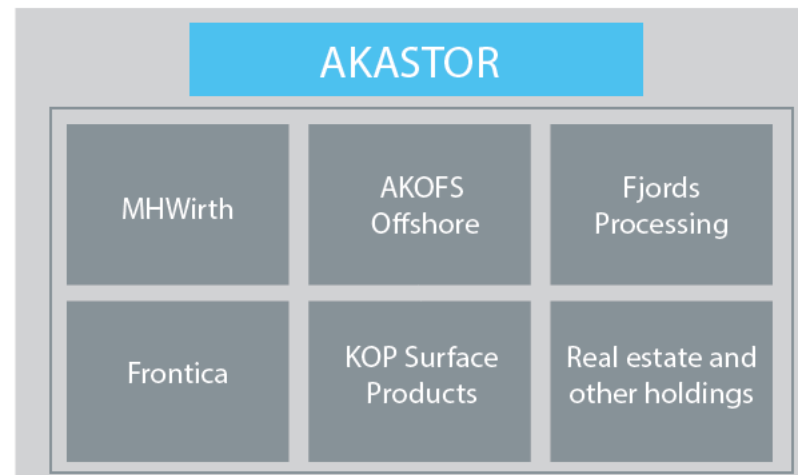 AKASTOR
MHWirth
AKOFS
Offshore
Fjords
Processing
Frontica
KOP Surface
Products
Real estate and
other holdings